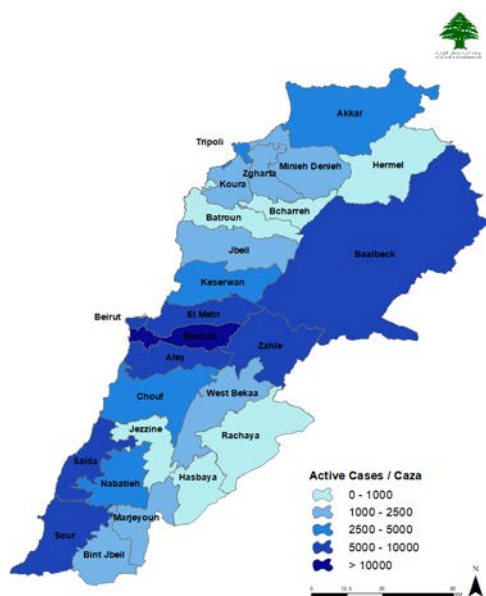 Akkar
Tripoli
Hermel
Minieh Denieh
Zgharta
Koura
Bcharreh
Batroun
Jbeil
Baalbeck
Keserwan
El Metn
Beirut
Baabda
Zahle
Aley
West Bekaa
Chouf
Jezzine
Rachaya
Saida
Hasbaya
Nabatieh
Marjeyoun
Sour
Bint Jbeil
Active Cases / Caza
0 - 1000
1000 - 2500
2500 - 5000
5000 - 10000
> 10000
N